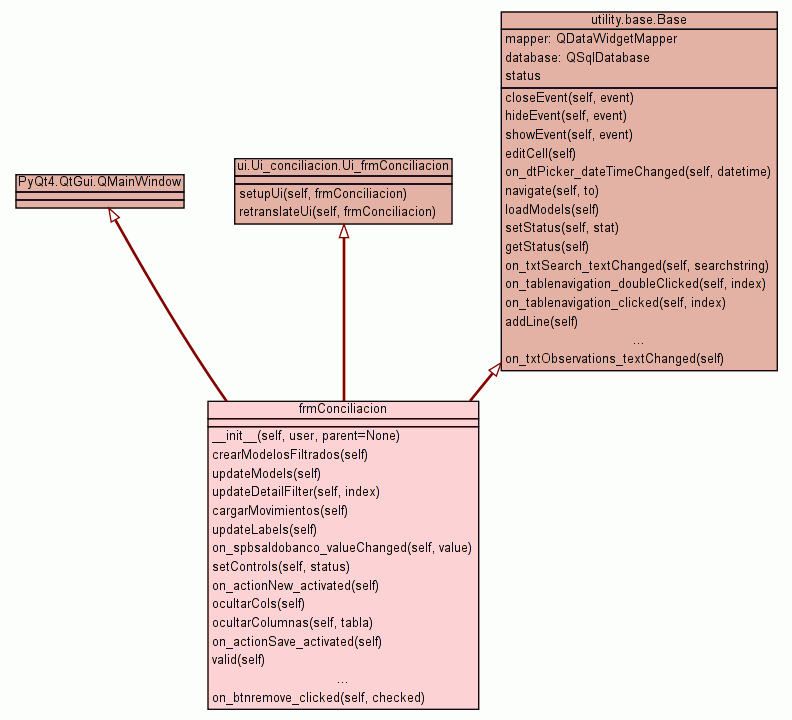 utility.base.Base
mapper: QDataWidgetMapper
database: QSqlDatabase
status
closeEvent(self, event)
hideEvent(self, event)
showEvent(self, event)
editCell(self)
on_dtPicker_dateTimeChanged(self, datetime)
navigate(self, to)
loadModels(self)
setStatus(self, stat)
getStatus(self)
on_txtSearch_textChanged(self, searchstring)
on_tablenavigation_doubleClicked(self, index)
on_tablenavigation_clicked(self, index)
addLine(self)
...
on_txtObservations_textChanged(self)
ui.Ui_conciliacion.Ui_frmConciliacion
setupUi(self, frmConciliacion)
retranslateUi(self, frmConciliacion)
PyQt4.QtGui.QMainWindow
frmConciliacion
__init__(self, user, parent=None)
crearModelosFiltrados(self)
updateModels(self)
updateDetailFilter(self, index)
cargarMovimientos(self)
updateLabels(self)
on_spbsaldobanco_valueChanged(self, value)
setControls(self, status)
on_actionNew_activated(self)
ocultarCols(self)
ocultarColumnas(self, tabla)
on_actionSave_activated(self)
valid(self)
...
on_btnremove_clicked(self, checked)